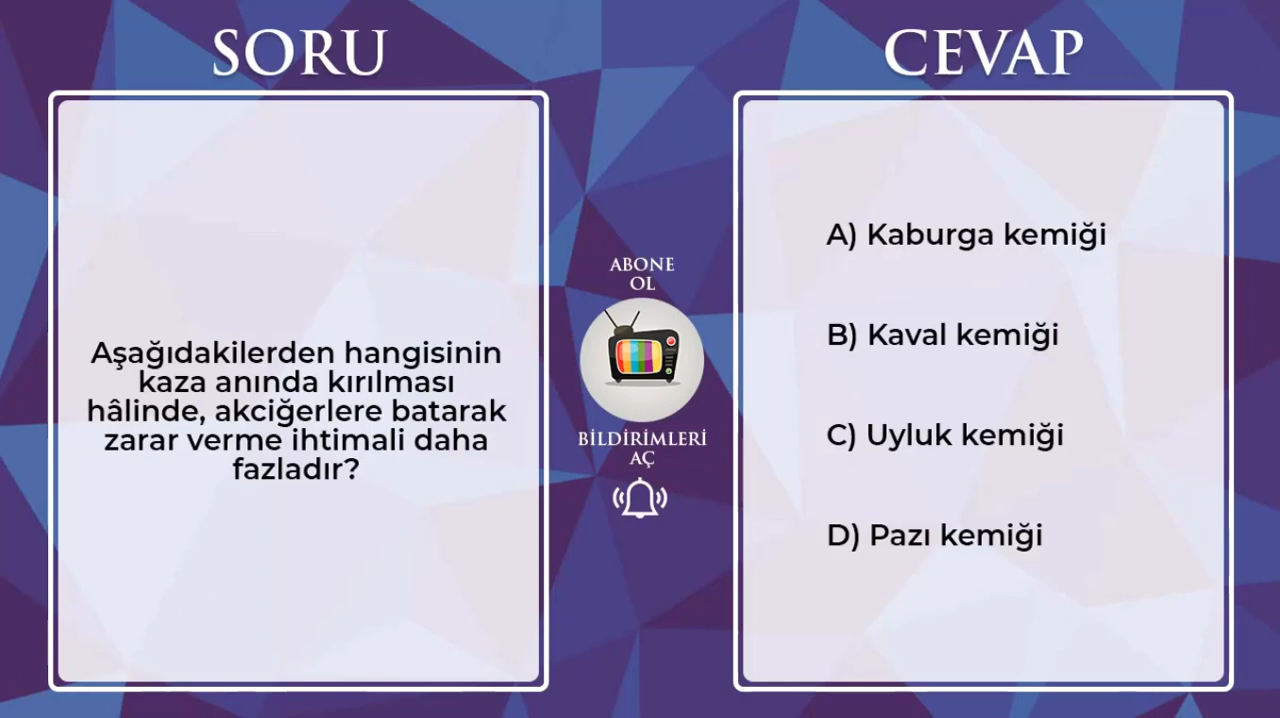 SORU
Aşağıdakilerden hangisinin
kaza anında kırılması
hâlinde, akciğerlere batarak
zarar verme ihtimali daha
fazladır?
ABONE
OL
BİLDİRİMLERİ
AÇ
CEVAP
A) Kaburga kemiği
B) Kaval kemiği
C) Uyluk kemiği
D) Pazı kemiği